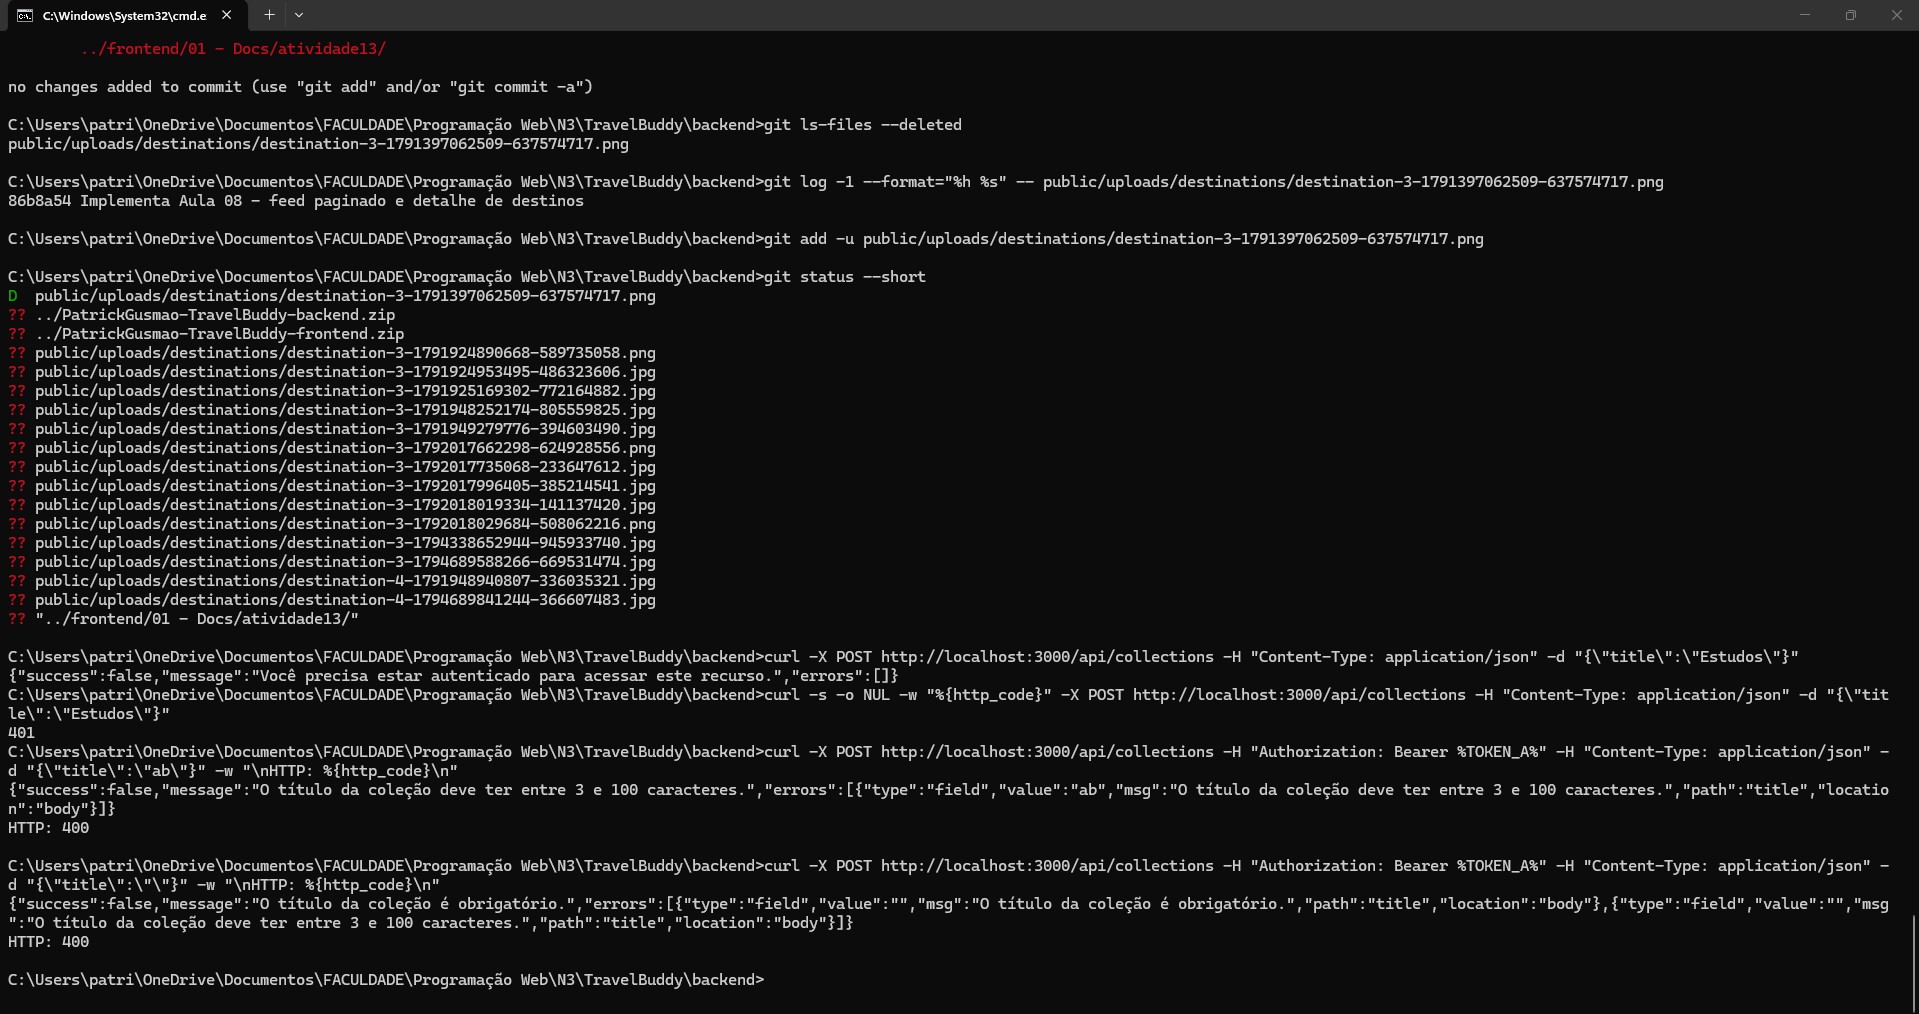 C:\Windows\System32\cmd.e
../frontend/01 - Docs/atividade13/
no changes added to commit (use "git add" and/or "git commit -a")
C:\Users\patri\OneDrive\Documentos\FACULDADE\Programação Web\N3\TravelBuddy\backend>git ls-files --deleted
public/uploads/destinations/destination-3-1791397062509-637574717.png
C:\Users\patri\OneDrive\Documentos\FACULDADE\Programação Web\N3\TravelBuddy\backend>git log -1 --format="%h %s" -- public/uploads/destinations/destination-3-1791397062509-637574717.png
86b8a54 Implementa Aula 08 - feed paginado e detalhe de destinos
C:\Users\patri\OneDrive\Documentos\FACULDADE\Programação Web\N3\TravelBuddy\backend>git add -u public/uploads/destinations/destination-3-1791397062509-637574717.png
C:\Users\patri\OneDrive\Documentos\FACULDADE\Programação Web\N3\TravelBuddy\backend>git status --short
D  public/uploads/destinations/destination-3-1791397062509-637574717.png
?? ../PatrickGusmao-TravelBuddy-backend.zip
?? ../PatrickGusmao-TravelBuddy-frontend.zip
?? public/uploads/destinations/destination-3-1791924890668-589735058.png
?? public/uploads/destinations/destination-3-1791924953495-486323606.jpg
?? public/uploads/destinations/destination-3-1791925169302-772164882.jpg
?? public/uploads/destinations/destination-3-1791948252174-805559825.jpg
?? public/uploads/destinations/destination-3-1791949279776-394603490.jpg
?? public/uploads/destinations/destination-3-1792017662298-624928556.png
?? public/uploads/destinations/destination-3-1792017735068-233647612.jpg
?? public/uploads/destinations/destination-3-1792017996405-385214541.jpg
?? public/uploads/destinations/destination-3-1792018019334-141137420.jpg
?? public/uploads/destinations/destination-3-1792018029684-508062216.png
?? public/uploads/destinations/destination-3-1794338652944-945933740.jpg
?? public/uploads/destinations/destination-3-1794689588266-669531474.jpg
?? public/uploads/destinations/destination-4-1791948940807-336035321.jpg
?? public/uploads/destinations/destination-4-1794689841244-366607483.jpg
?? "../frontend/01 - Docs/atividade13/"
C:\Users\patri\OneDrive\Documentos\FACULDADE\Programação Web\N3\TravelBuddy\backend>curl -X POST http://localhost:3000/api/collections -H "Content-Type: application/json" -d "{\"title\":\"Estudos\"}"
{"success":false,"message":"Você precisa estar autenticado para acessar este recurso.","errors":[]}
C:\Users\patri\OneDrive\Documentos\FACULDADE\Programação Web\N3\TravelBuddy\backend>curl -s -o NUL -w "%{http_code}" -X POST http://localhost:3000/api/collections -H "Content-Type: application/json" -d "{\"tit
le\":\"Estudos\"}"
401
C:\Users\patri\OneDrive\Documentos\FACULDADE\Programação Web\N3\TravelBuddy\backend>curl -X POST http://localhost:3000/api/collections -H "Authorization: Bearer %TOKEN_A%" -H "Content-Type: application/json" -
d "{\"title\":\"ab\"}" -w "\nHTTP: %{http_code}\n"
{"success":false,"message":"O título da coleção deve ter entre 3 e 100 caracteres.","errors":[{"type":"field","value":"ab","msg":"O título da coleção deve ter entre 3 e 100 caracteres.","path":"title","locatio
n":"body"}]}
HTTP: 400
C:\Users\patri\OneDrive\Documentos\FACULDADE\Programação Web\N3\TravelBuddy\backend>curl -X POST http://localhost:3000/api/collections -H "Authorization: Bearer %TOKEN_A%" -H "Content-Type: application/json" -
d "{\"title\":\"\"}" -w "\nHTTP: %{http_code}\n"
{"success":false,"message":"O título da coleção é obrigatório.","errors":[{"type":"field","value":"","msg":"O título da coleção é obrigatório.","path":"title","location":"body"},{"type":"field","value":"","msg
":"O título da coleção deve ter entre 3 e 100 caracteres.","path":"title","location":"body"}]}
HTTP: 400
C:\Users\patri\OneDrive\Documentos\FACULDADE\Programação Web\N3\TravelBuddy\backend>